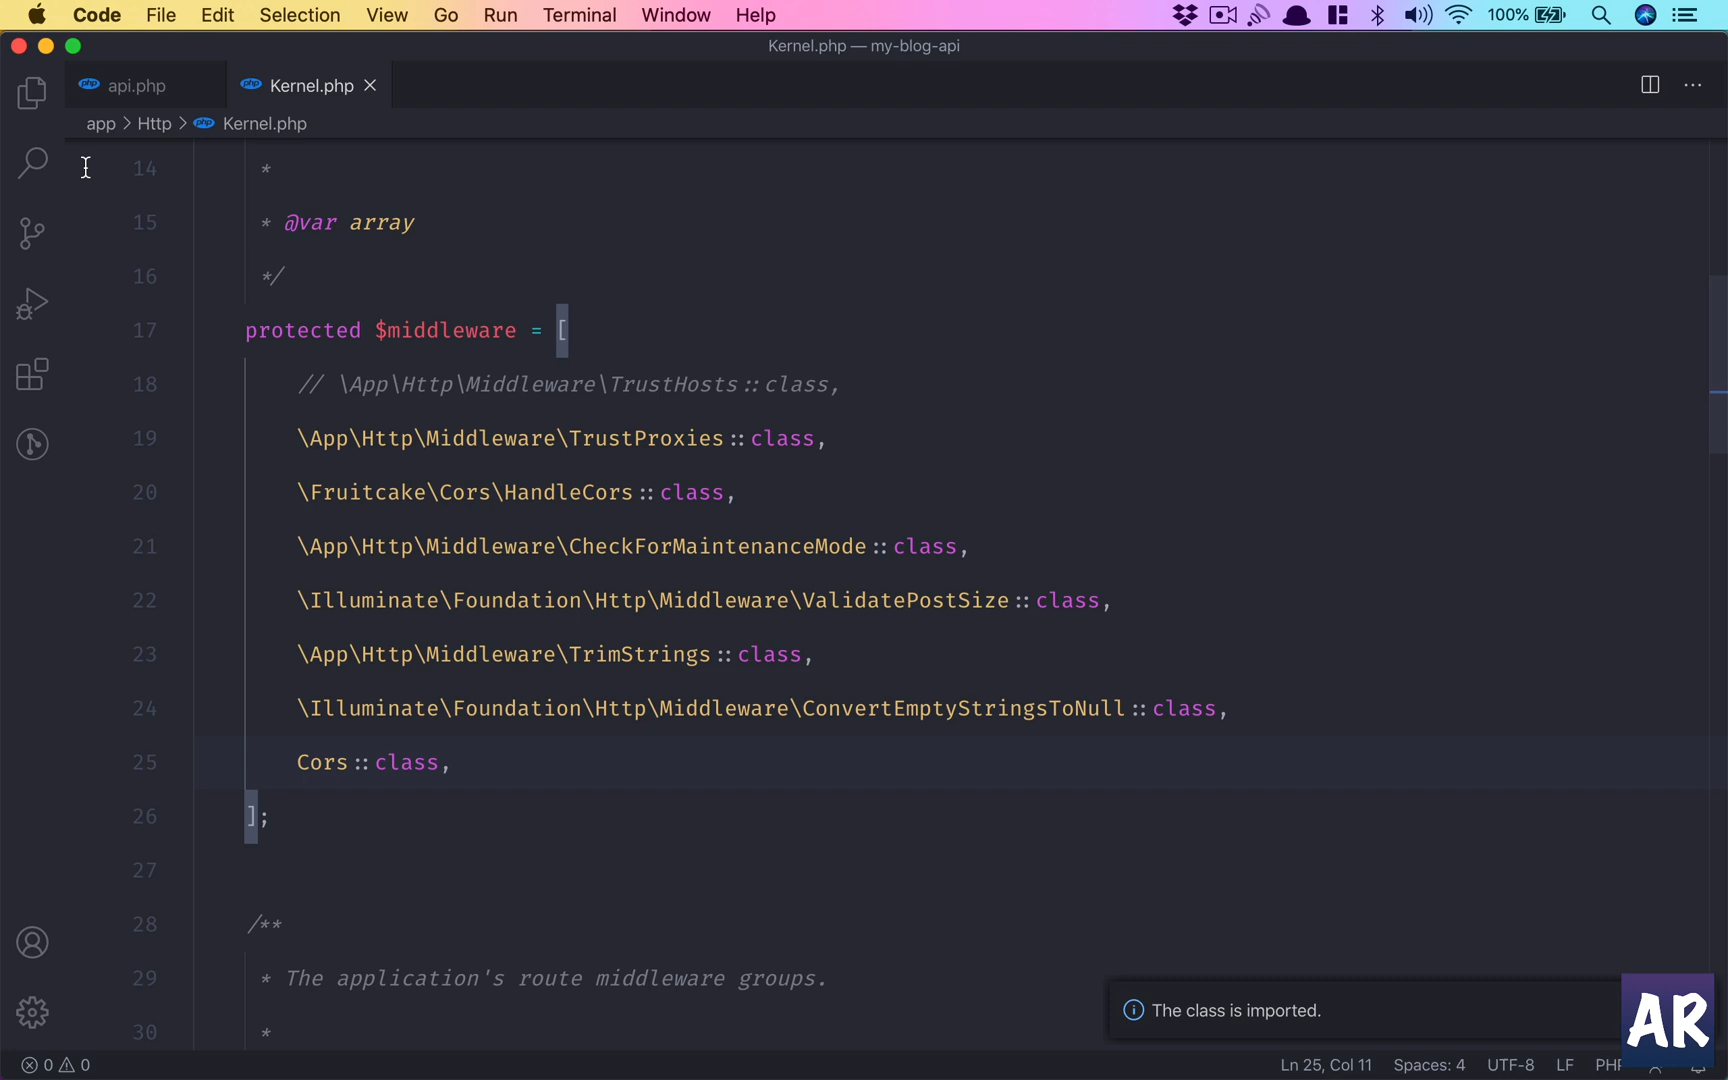 Code File Edit Selection View Go Run Terminal Window Help 100%
Kernel.php — my-blog-api
api.php Kernel.php
app > Http > Kernel.php
14 *
15 * @var array
16 */
17 protected $middleware = [
18 // \App\Http\Middleware\TrustHosts::class,
19 \App\Http\Middleware\TrustProxies::class,
20 \Fruitcake\Cors\HandleCors::class,
21 \App\Http\Middleware\CheckForMaintenanceMode::class,
22 \Illuminate\Foundation\Http\Middleware\ValidatePostSize::class,
23 \App\Http\Middleware\TrimStrings::class,
24 \Illuminate\Foundation\Http\Middleware\ConvertEmptyStringsToNull::class,
25 Cors::class,
26 ];
27
28 /**
29 * The application's route middleware groups.
30 *
The class is imported.
AR
0 0 Ln 25, Col 11 Spaces: 4 UTF-8 LF PH